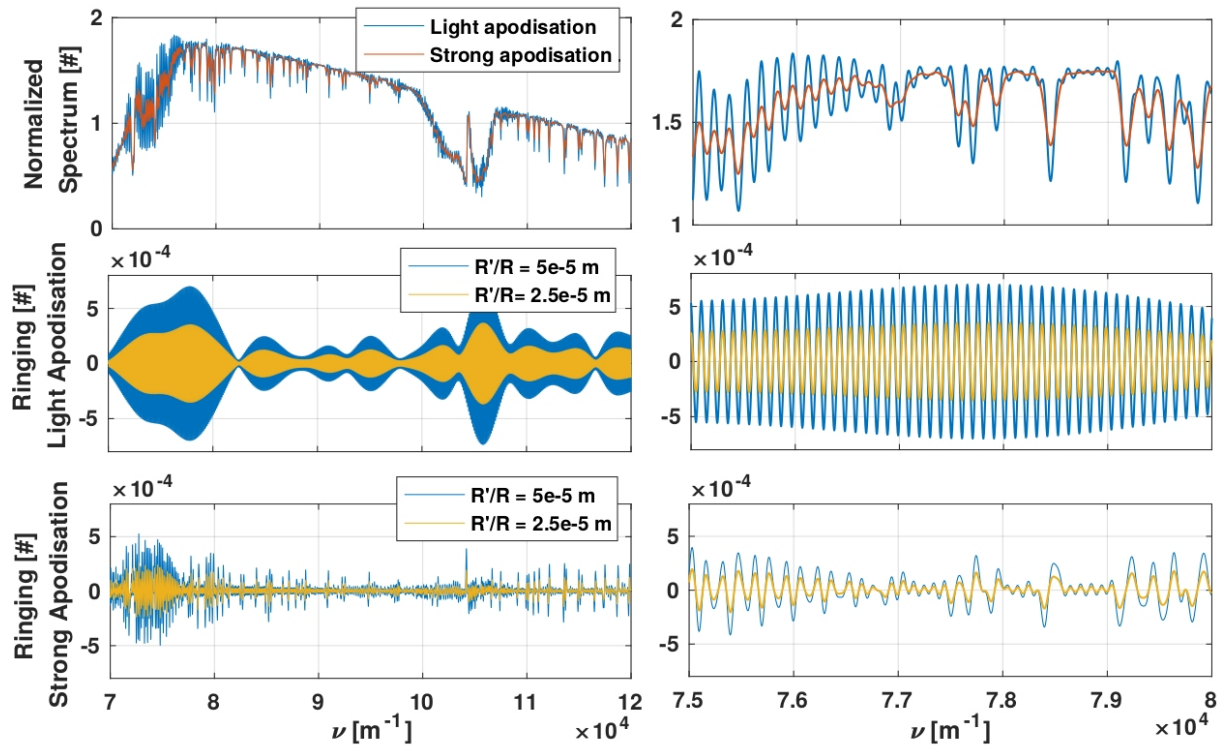 Light apodisation
Strong apodisation
Normalized
Spectrum [#]
2
1
0
2
1.5
1
×10⁻⁴
R'/R = 5e-5 m
R'/R= 2.5e-5 m
Ringing [#]
Light Apodisation
5
0
-5
×10⁻⁴
5
0
-5
×10⁻⁴
R'/R = 5e-5 m
R'/R = 2.5e-5 m
Ringing [#]
Strong Apodisation
5
0
-5
7 8 9 10 11 12
ν [m⁻¹] ×10⁴
×10⁻⁴
5
0
-5
7.5 7.6 7.7 7.8 7.9 8
ν [m⁻¹] ×10⁴